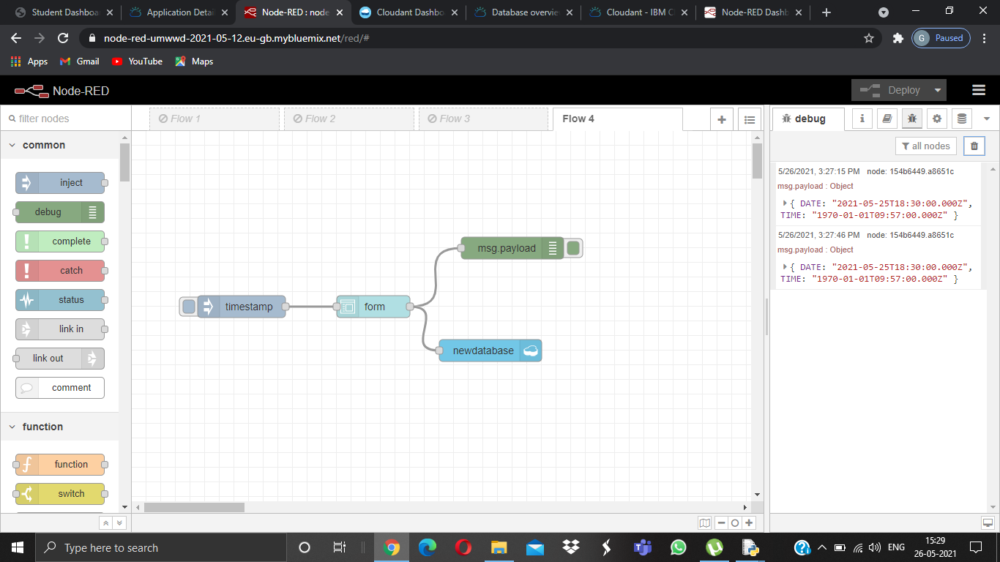 Student Dashboa
Application Detai
Node-RED : node
Cloudant Dashbo
Database overvie
Cloudant - IBM C
Node-RED Dashb
node-red-umwwd-2021-05-12.eu-gb.mybluemix.net/red/#
G Paused
Apps
Gmail
YouTube
Maps
Node-RED
Deploy
filter nodes
Flow 1
Flow 2
Flow 3
Flow 4
debug
i
all nodes
common
inject
debug
complete
catch
status
link in
link out
comment
function
function
switch
timestamp
form
msg.payload
newdatabase
5/26/2021, 3:27:15 PM node: 154b6449.a8651c
msg.payload : Object
{ DATE: "2021-05-25T18:30:00.000Z",
TIME: "1970-01-01T09:57:00.000Z" }
5/26/2021, 3:27:46 PM node: 154b6449.a8651c
msg.payload : Object
{ DATE: "2021-05-25T18:30:00.000Z",
TIME: "1970-01-01T09:57:00.000Z" }
Type here to search
ENG
15:29
26-05-2021